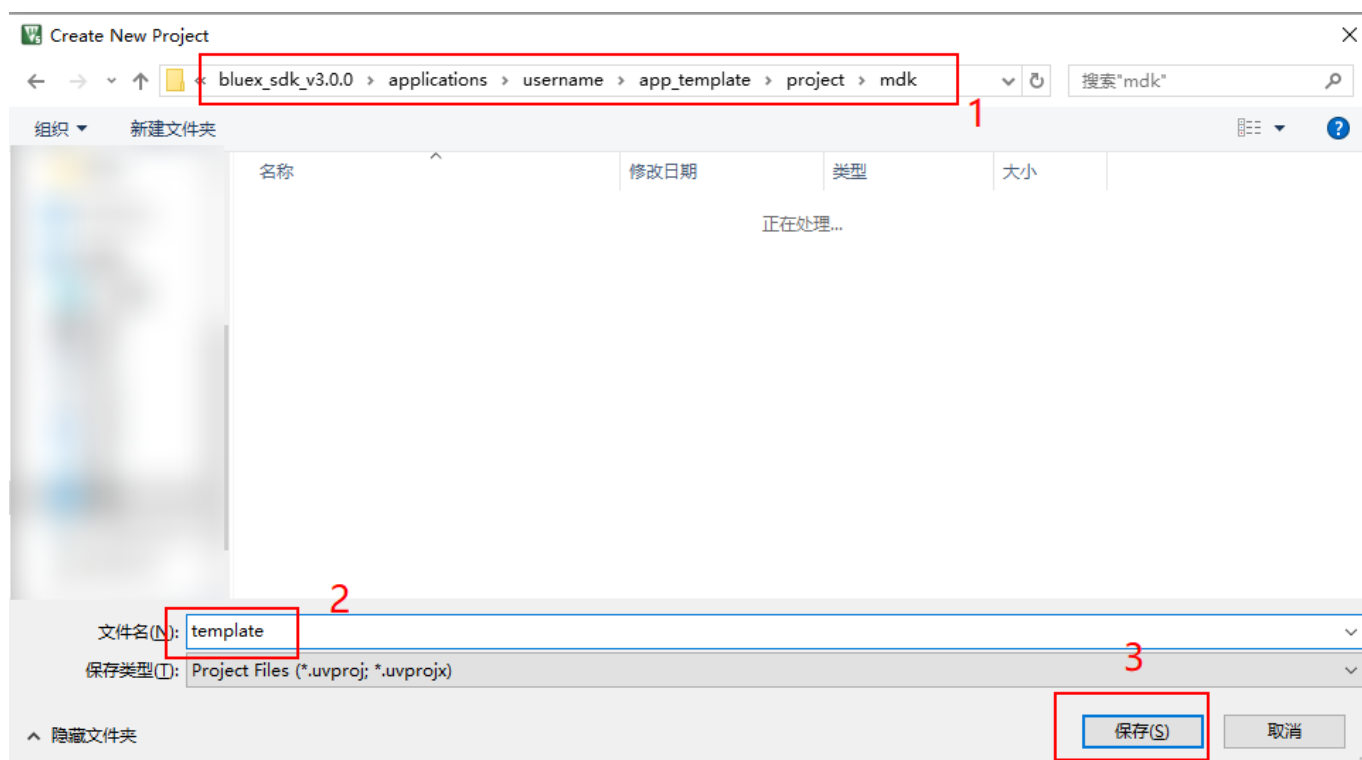 Create New Project
« bluex_sdk_v3.0.0 > applications > username > app_template > project > mdk
搜索"mdk"
1
组织 新建文件夹
名称 修改日期 类型 大小
正在处理...
2
文件名(N): template
保存类型(T): Project Files (*.uvproj; *.uvprojx)
3
隐藏文件夹 保存(S) 取消